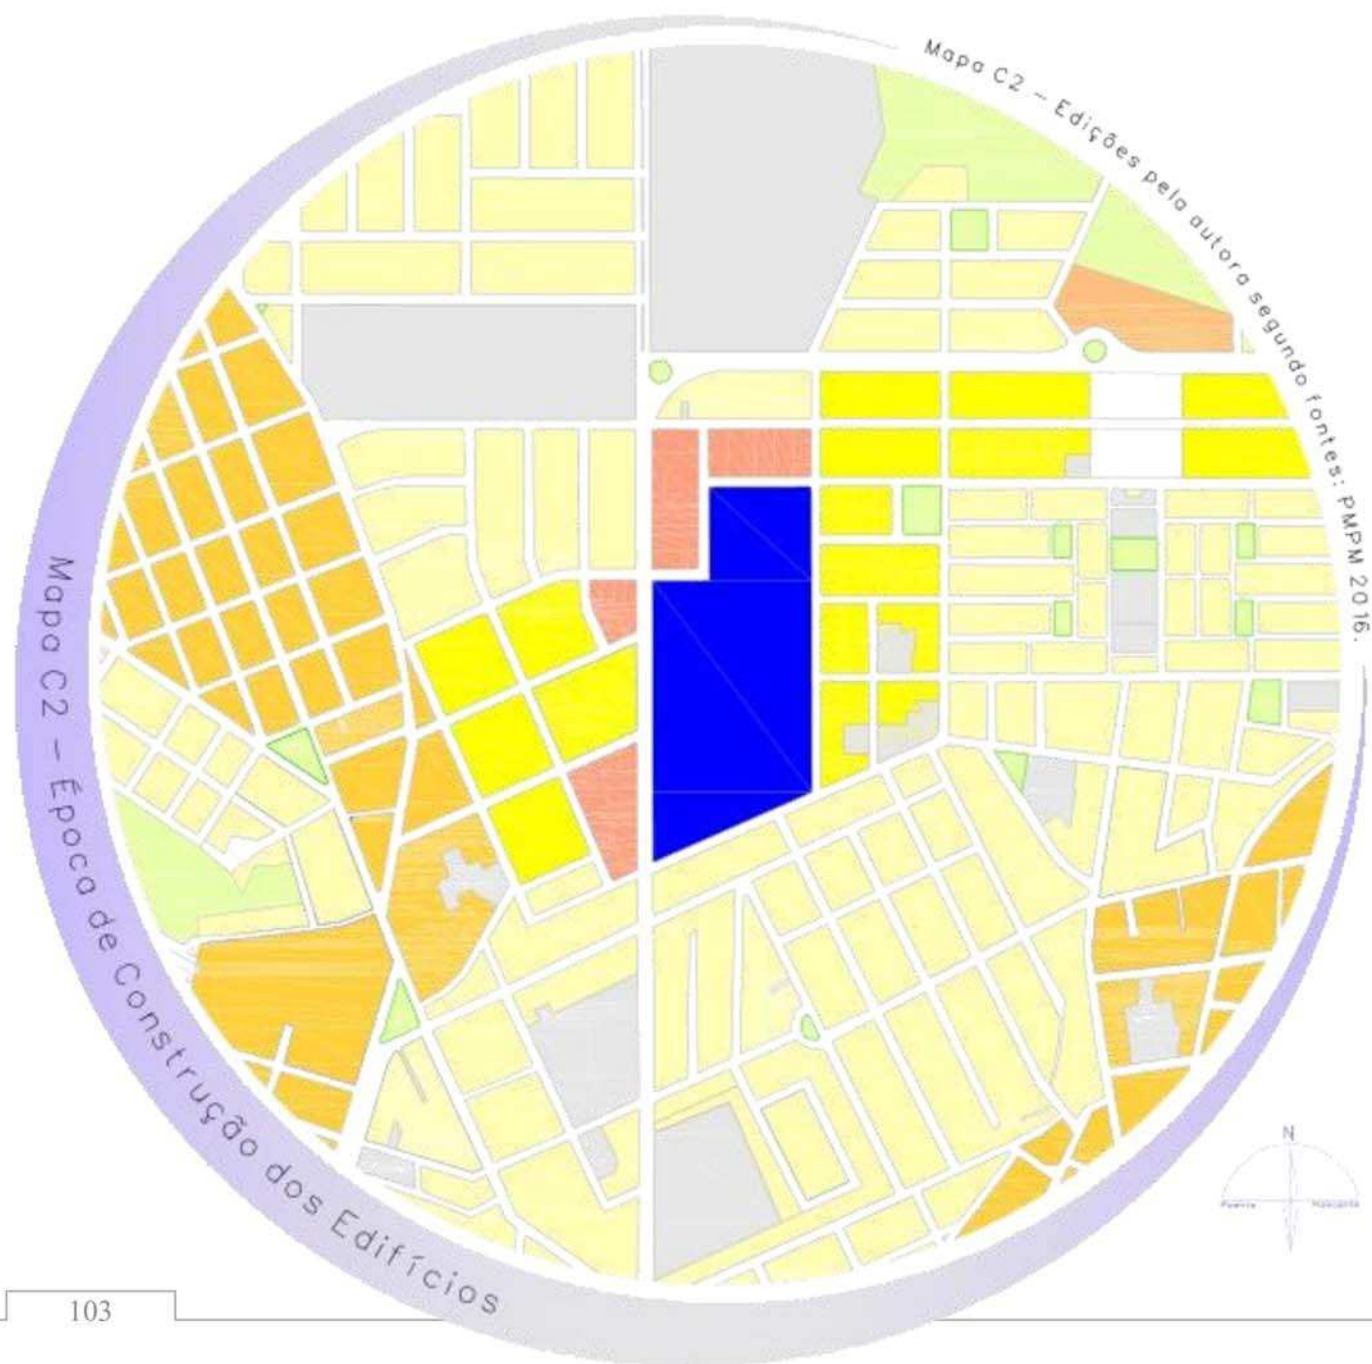 Mapa C2 – Edições pela autora segundo fontes: PMPM 2016.
Mapa C2 – Época de Construção dos Edifícios
N
103